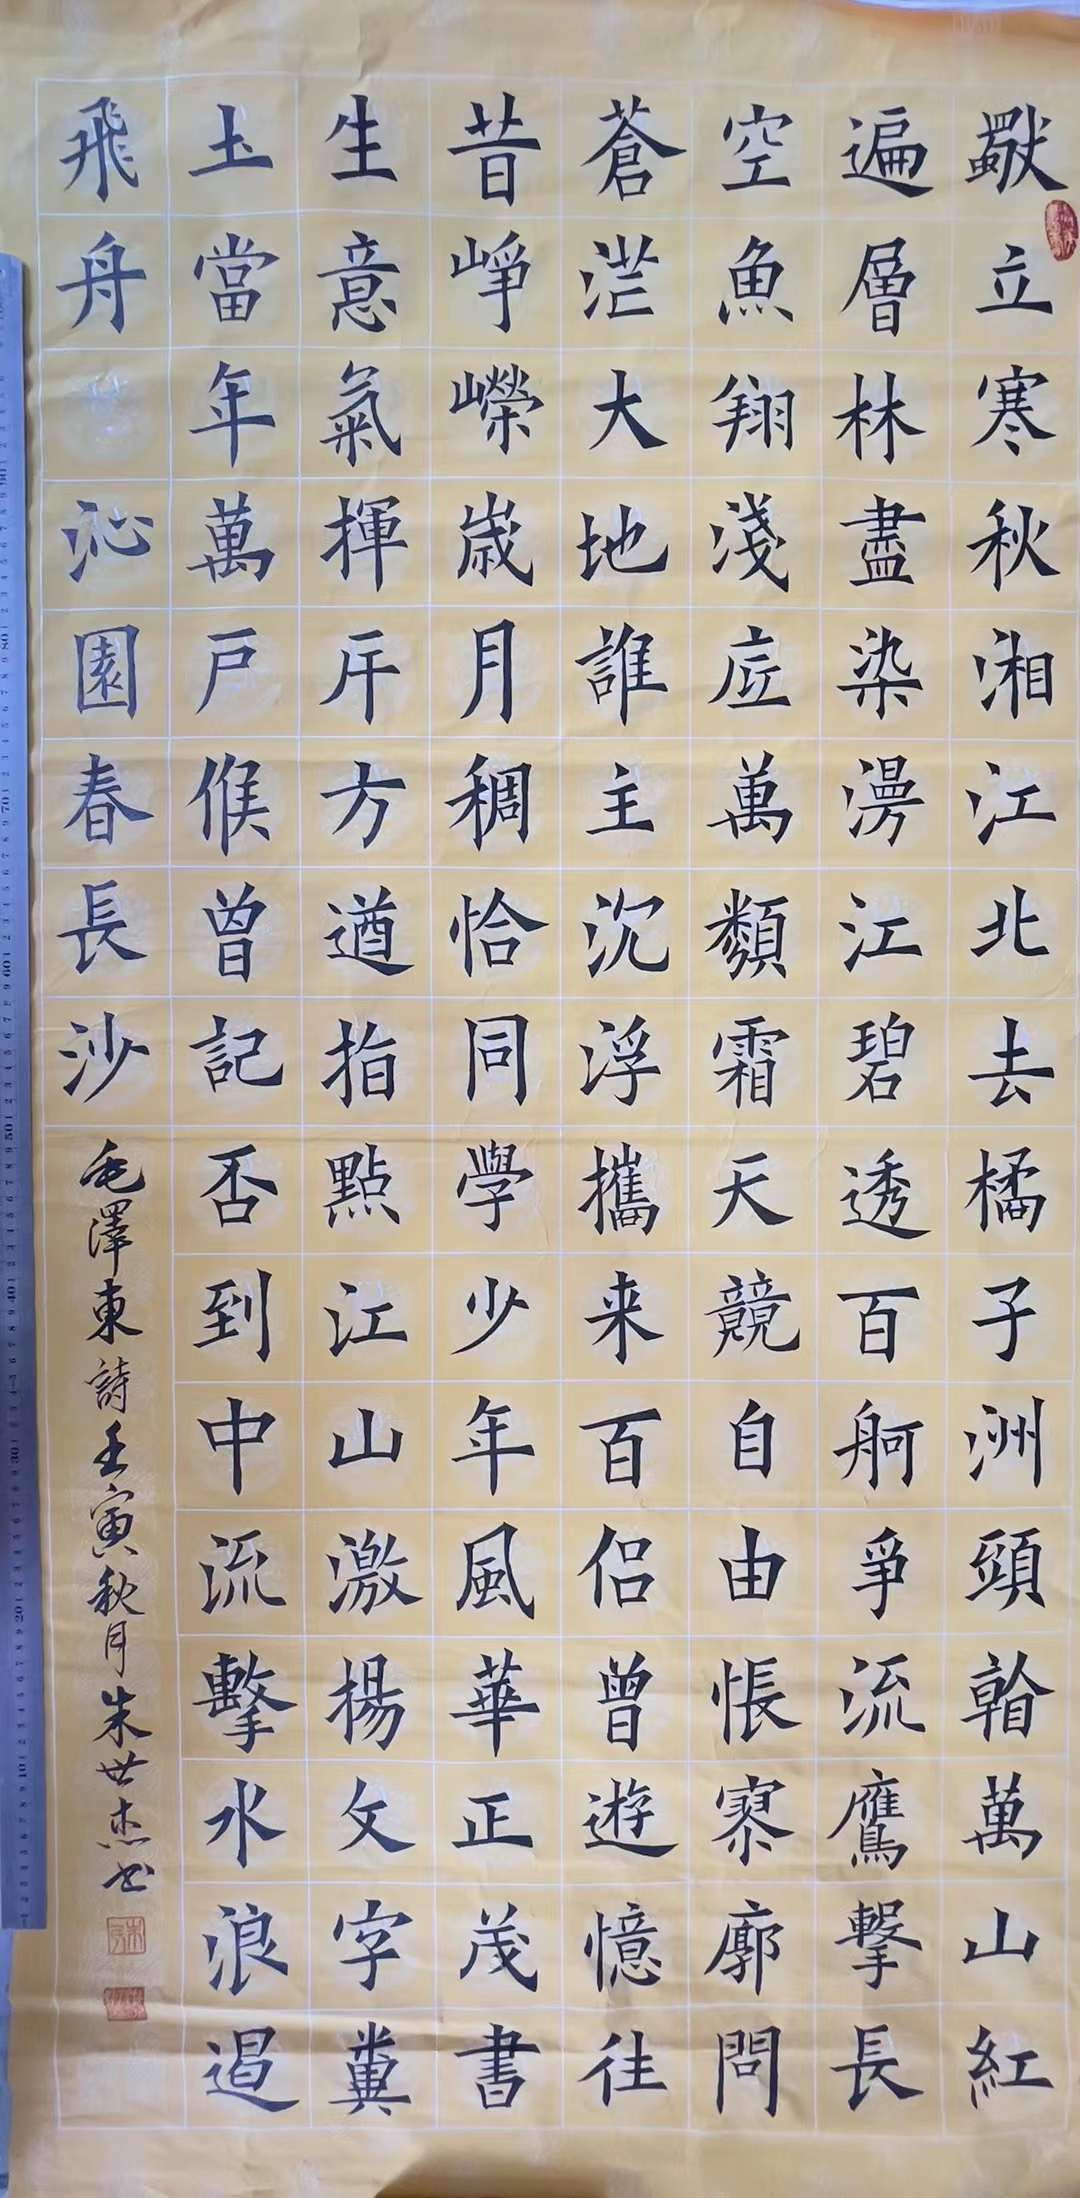 獨立寒秋湘江北去橘子洲頭看萬山紅
遍層林盡染漫江碧透百舸爭流鷹擊長
空魚翔淺底萬類霜天競自由悵寥廓問
蒼茫大地誰主沉浮攜来百侣曾遊憶往
昔崢嶸歲月稠恰同學少年風華正茂書
生意氣揮斥方遒指點江山激揚文字糞
土當年萬户侯曾記否到中流擊水浪遏
飛舟 沁園春長沙 毛澤東詩壬寅秋月朱世杰书